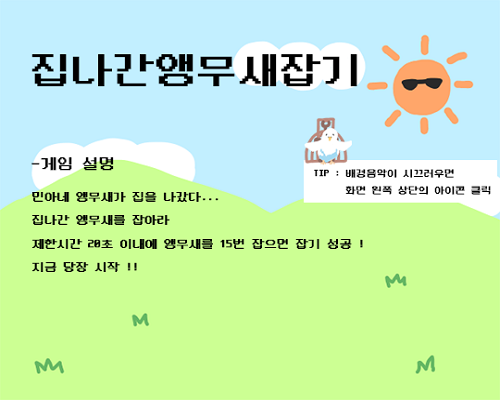 집나간앵무새잡기
-게임 설명
민아네 앵무새가 집을 나갔다...
집나간 앵무새를 잡아라
제한시간 20초 이내에 앵무새를 15번 잡으면 잡기 성공 !
지금 당장 시작 !!
TIP : 배경음악이 시끄러우면
화면 왼쪽 상단의 아이콘 클릭